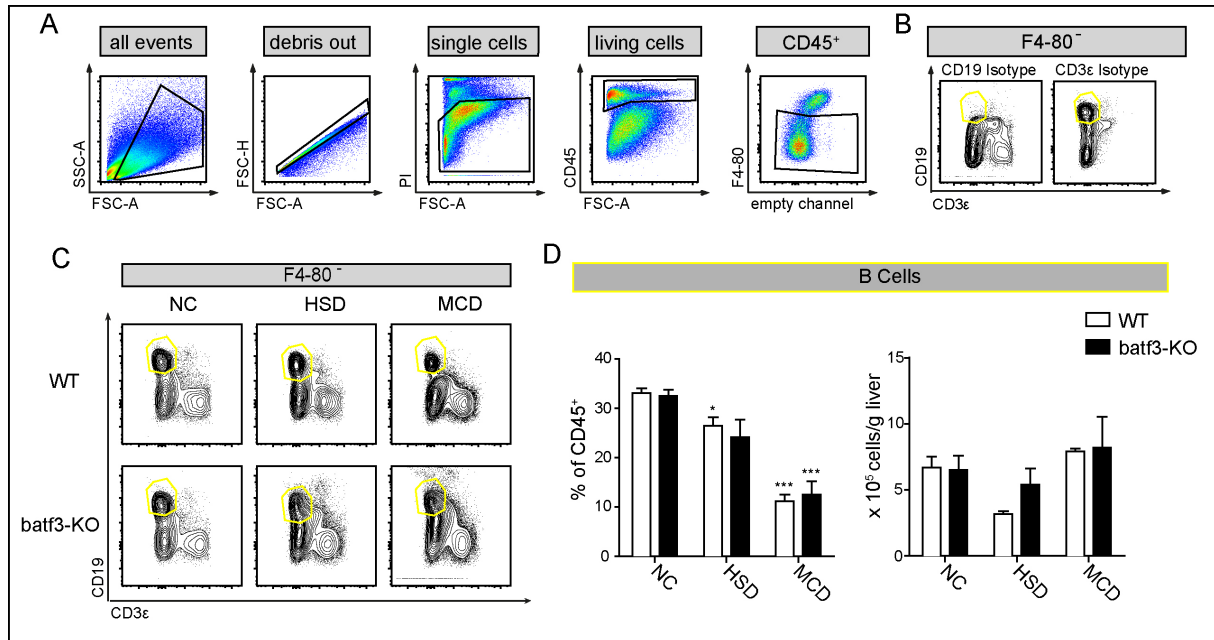 A
all events
debris out
single cells
living cells
CD45⁺
SSC-A
FSC-A
FSC-H
FSC-A
PI
FSC-A
CD45
FSC-A
F4-80
empty channel
B
F4-80⁻
CD19 Isotype
CD3ε Isotype
CD19
CD3ε
C
F4-80⁻
NC
HSD
MCD
WT
batf3-KO
CD19
CD3ε
D
B Cells
WT
batf3-KO
% of CD45⁺
40
30
20
10
0
*
***
***
NC
HSD
MCD
x 10⁵ cells/g liver
15
10
5
0
NC
HSD
MCD